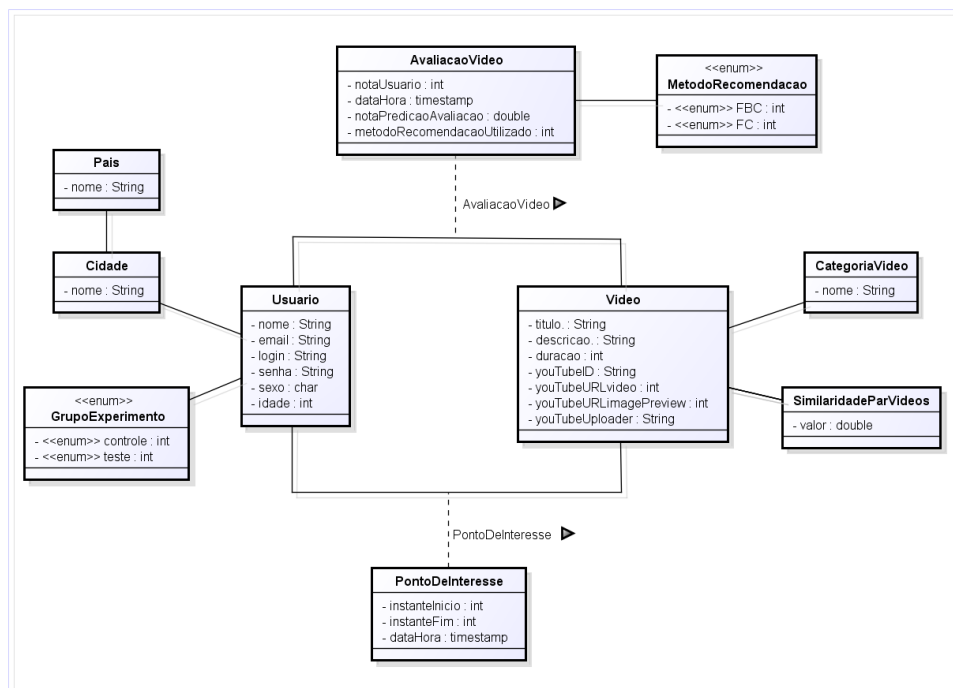 AvaliacaoVideo
- notaUsuario : int
- dataHora : timestamp
- notaPredicaoAvaliacao : double
- metodoRecomendacaoUtilizado : int
<<enum>>
MetodoRecomendacao
- <<enum>> FBC : int
- <<enum>> FC : int
Pais
- nome : String
AvaliacaoVideo
Cidade
- nome : String
Usuario
- nome : String
- email : String
- login : String
- senha : String
- sexo : char
- idade : int
Video
- titulo. : String
- descricao. : String
- duracao : int
- youTubeID : String
- youTubeURLvideo : int
- youTubeURLimagePreview : int
- youTubeUploader : String
CategoriaVideo
- nome : String
<<enum>>
GrupoExperimento
- <<enum>> controle : int
- <<enum>> teste : int
SimilaridadeParVideos
- valor : double
PontoDeInteresse
PontoDeInteresse
- instanteInicio : int
- instanteFim : int
- dataHora : timestamp